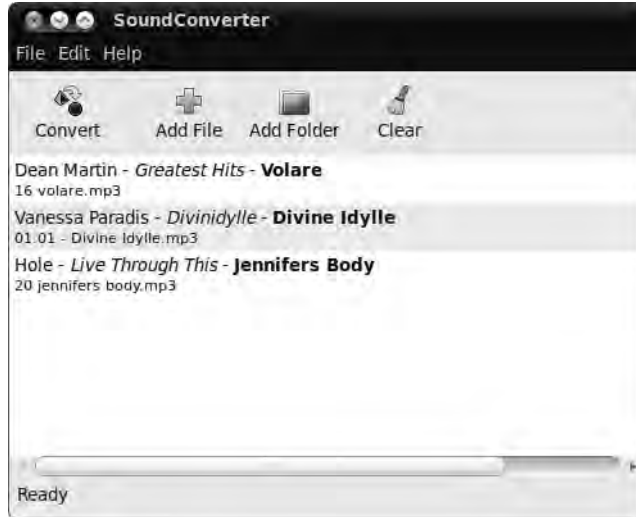 SoundConverter
File Edit Help
Convert Add File Add Folder Clear
Dean Martin - Greatest Hits - Volare
16 volare.mp3
Vanessa Paradis - Divinidylle - Divine Idylle
01.01 - Divine Idylle.mp3
Hole - Live Through This - Jennifers Body
20 jennifers body.mp3
Ready